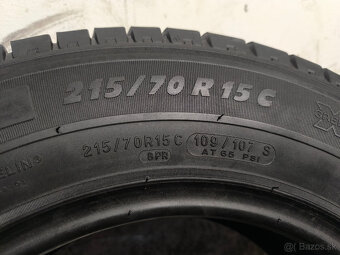 215/70 R 15 C
215/70R15C 109/107 S
8PR AT 65 PSI
Bazos.sk